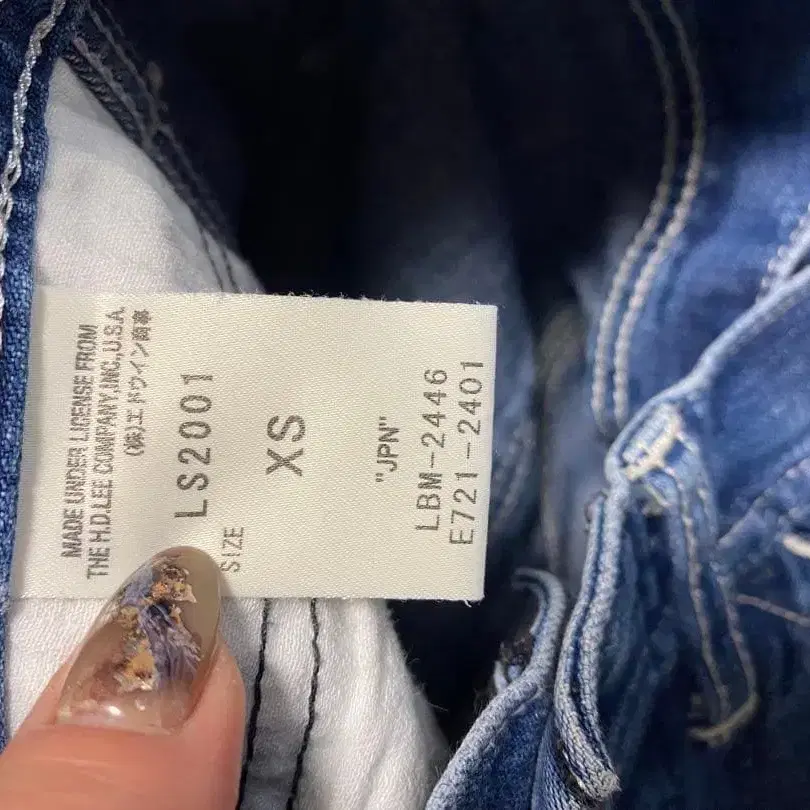 MADE UNDER LICENSE FROM
THE H.D.LEE COMPANY,INC.,U.S.A.
(株)エドウイン商事
LS2001
SIZE
XS
"JPN"
LBM-2446
E721-2401